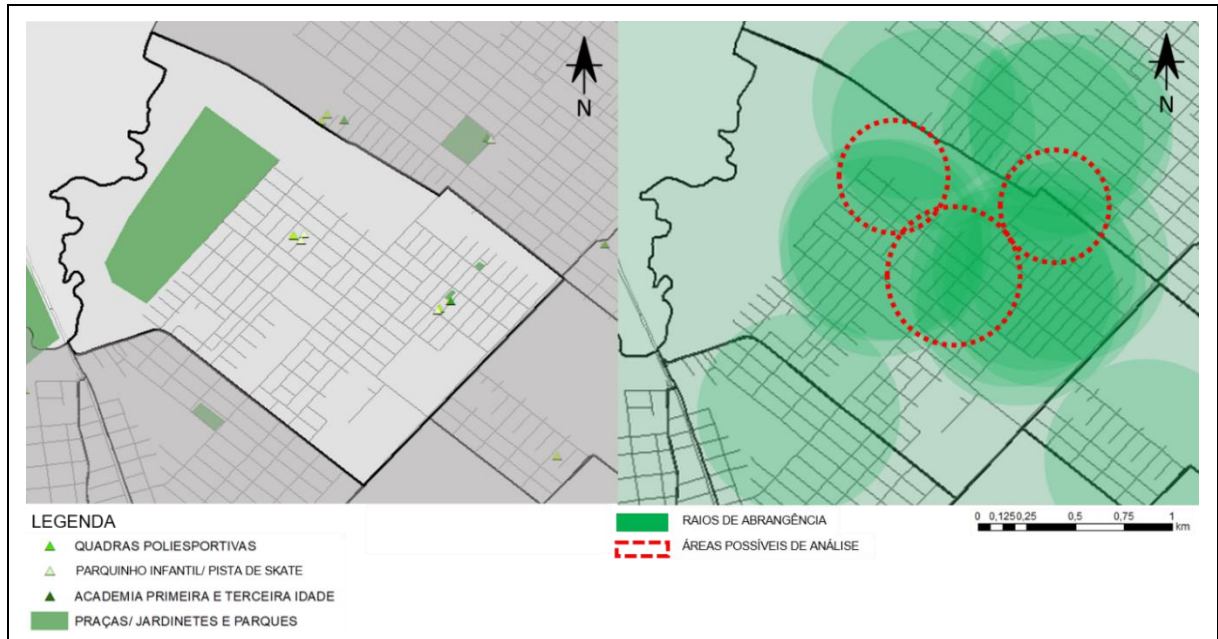 N
N
LEGENDA
QUADRAS POLIESPORTIVAS
PARQUINHO INFANTIL/ PISTA DE SKATE
ACADEMIA PRIMEIRA E TERCEIRA IDADE
PRAÇAS/ JARDINETES E PARQUES
RAIOS DE ABRANGÊNCIA
ÁREAS POSSÍVEIS DE ANÁLISE
0 0,125 0,25 0,5 0,75 1
km